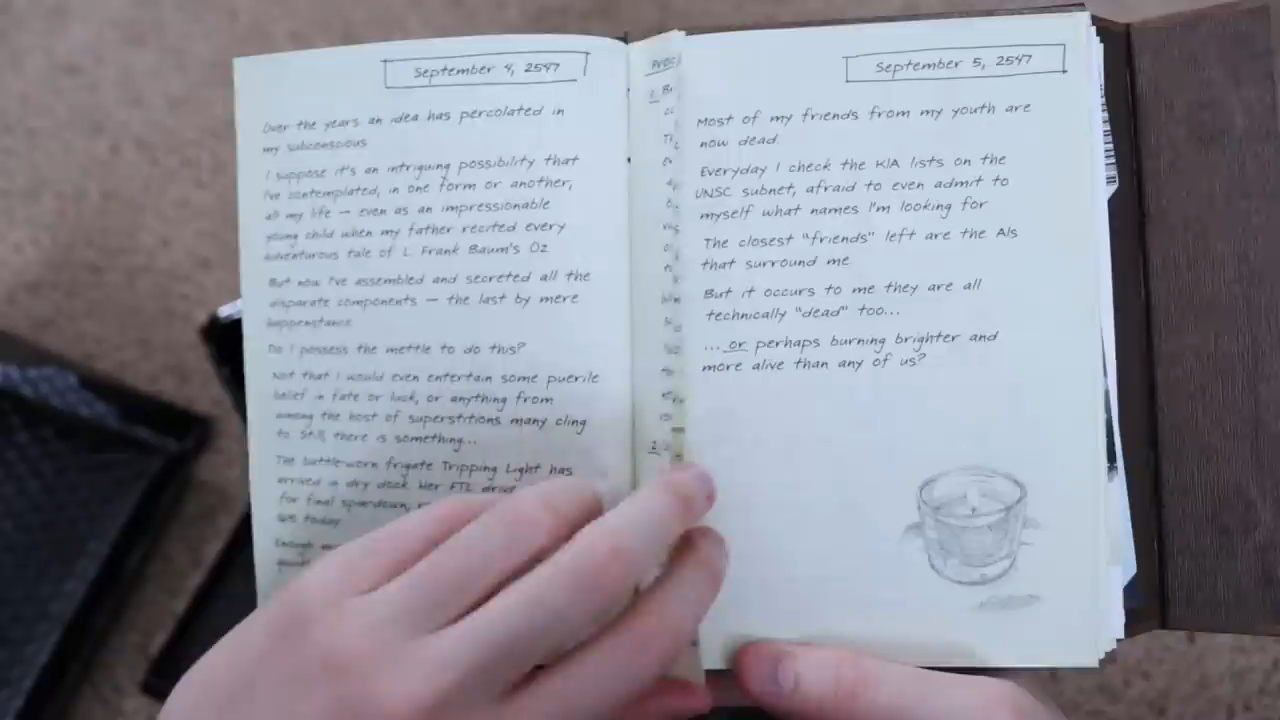 September 4, 2547
Over the years an idea has percolated in
my subconscious
I suppose it's an intriguing possibility that
I've contemplated, in one form or another,
all my life — even as an impressionable
young child when my father recited every
adventurous tale of L. Frank Baum's Oz
But now I've assembled and secreted all the
disparate components — the last by mere
happenstance
Do I possess the mettle to do this?
Not that I would even entertain some puerile
belief in fate or luck, or anything from
among the host of superstitions many cling
to Still, there is something...
The battleworn frigate Tripping Light has
arrived in dry dock. Her FTL
for final spindown,
today
Enough
September 5, 2547
Most of my friends from my youth are
now dead.
Everyday I check the KIA lists on the
UNSC subnet, afraid to even admit to
myself what names I'm looking for
The closest "friends" left are the AIs
that surround me
But it occurs to me they are all
technically "dead" too...
... or perhaps burning brighter and
more alive than any of us?